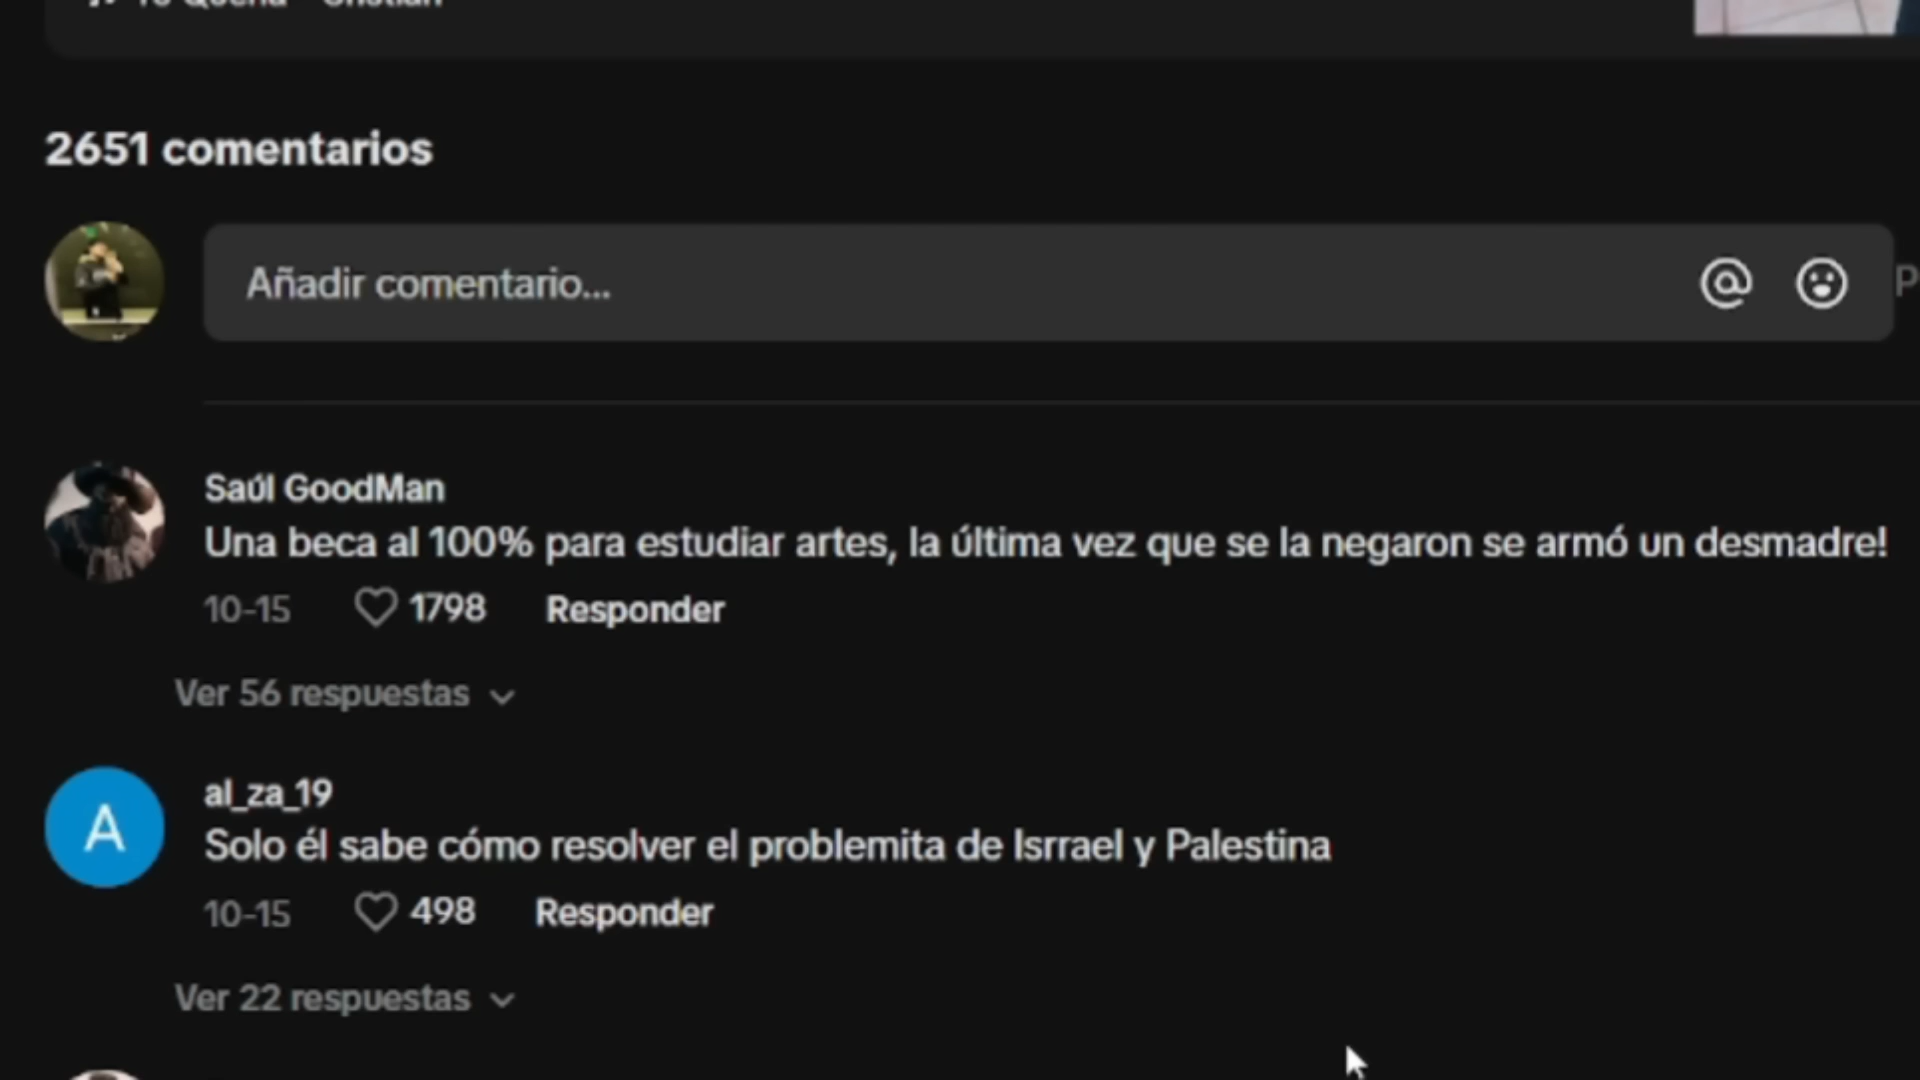 2651 comentarios
Añadir comentario...
Saúl GoodMan
Una beca al 100% para estudiar artes, la última vez que se la negaron se armó un desmadre!
10-15 1798 Responder
Ver 56 respuestas
A
al_za_19
Solo él sabe cómo resolver el problemita de Isrrael y Palestina
10-15 498 Responder
Ver 22 respuestas